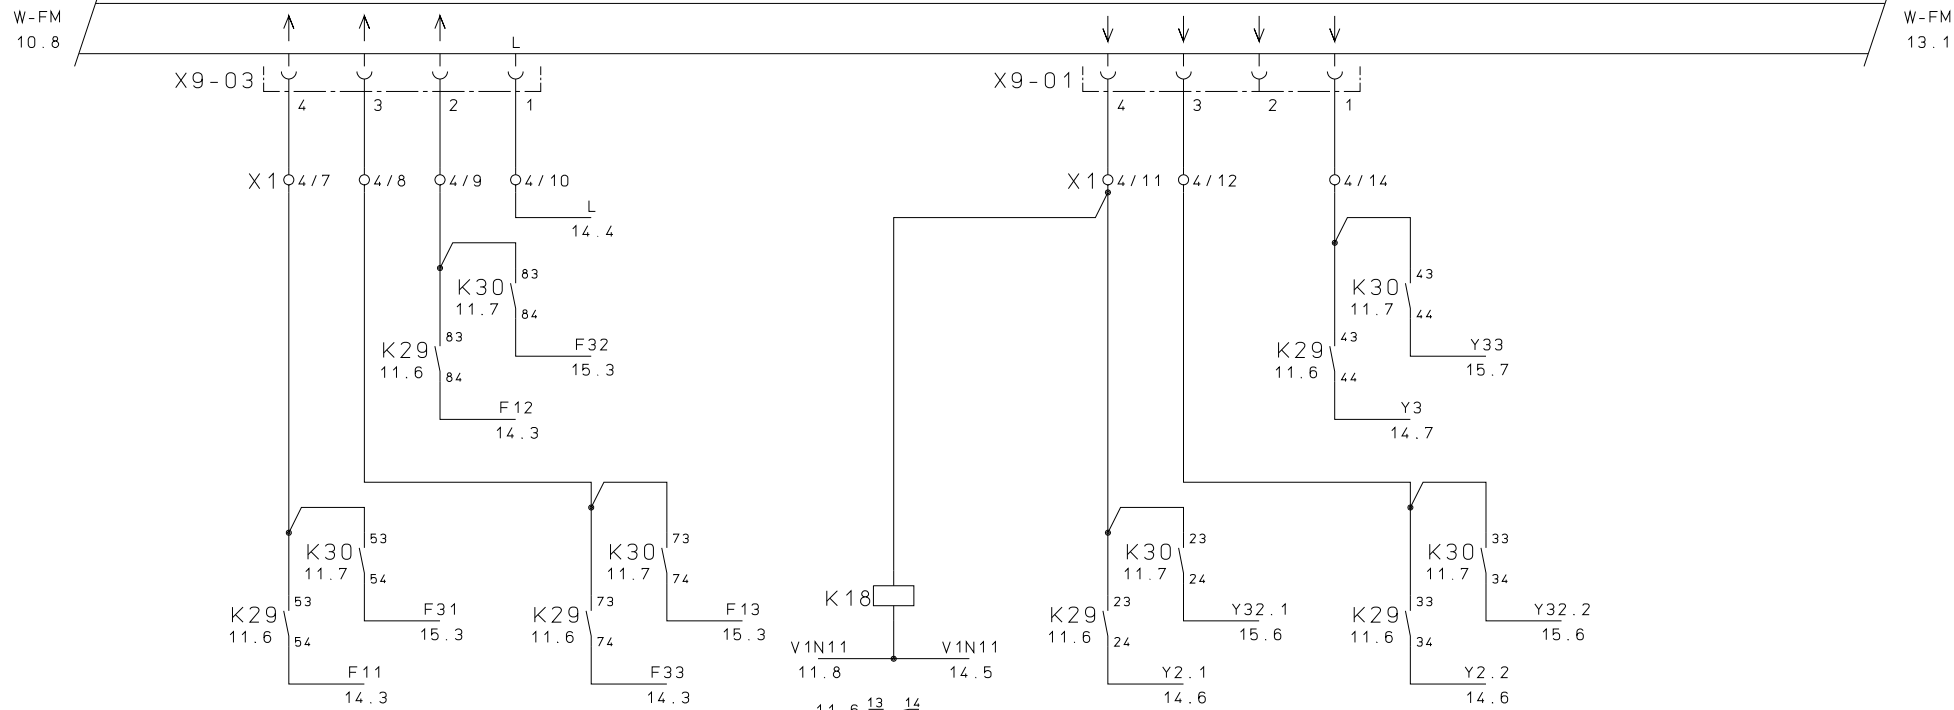 W-FM
10.8
W-FM
13.1
L
X9-03
4 3 2 1
X9-01
4 3 2 1
X1 4/7 4/8 4/9 4/10
X1 4/11 4/12 4/14
L
14.4
83
K30
11.7
84
83
K29
11.6
84
F32
15.3
F12
14.3
43
K30
11.7
44
43
K29
11.6
44
Y33
15.7
Y3
14.7
53
K30
11.7
54
53
K29
11.6
54
F31
15.3
F11
14.3
73
K30
11.7
74
73
K29
11.6
74
F13
15.3
F33
14.3
K18
V1N11
11.8
V1N11
14.5
11.6 13 14
23
K30
11.7
24
23
K29
11.6
24
Y32.1
15.6
Y2.1
14.6
33
K30
11.7
34
33
K29
11.6
34
Y32.2
15.6
Y2.2
14.6